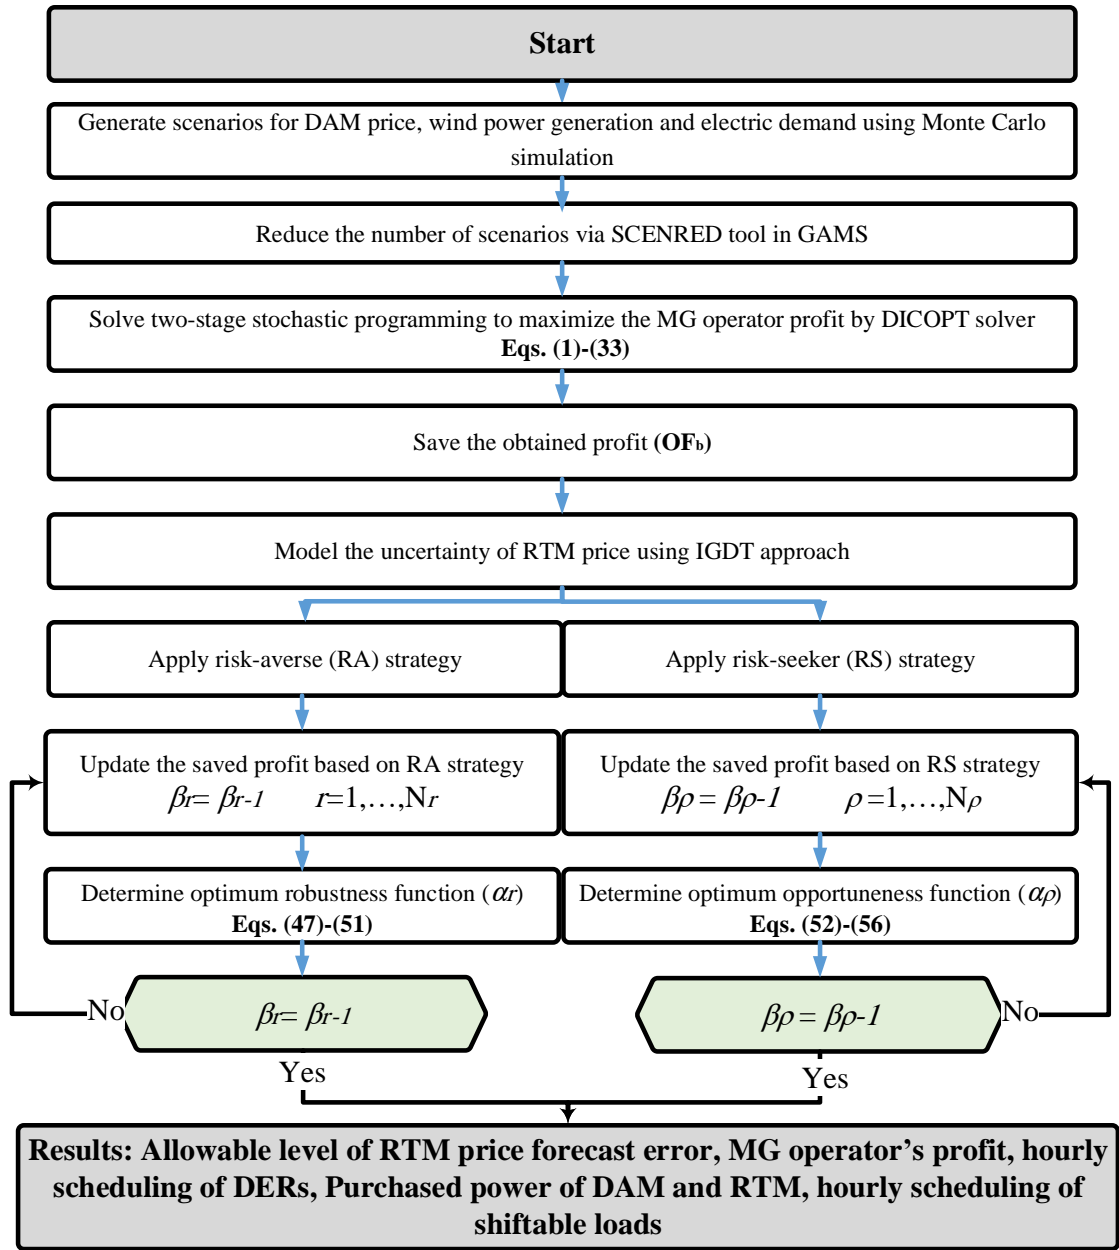 Start
Generate scenarios for DAM price, wind power generation and electric demand using Monte Carlo
simulation
Reduce the number of scenarios via SCENRED tool in GAMS
Solve two-stage stochastic programming to maximize the MG operator profit by DICOPT solver
Eqs. (1)-(33)
Save the obtained profit (OFb)
Model the uncertainty of RTM price using IGDT approach
Apply risk-averse (RA) strategy
Apply risk-seeker (RS) strategy
Update the saved profit based on RA strategy
βr= βr-1 r=1,…,Nr
Update the saved profit based on RS strategy
βρ = βρ-1 ρ =1,…,Nρ
Determine optimum robustness function (αr)
Eqs. (47)-(51)
Determine optimum opportuneness function (αρ)
Eqs. (52)-(56)
No
βr= βr-1
βρ = βρ-1
No
Yes
Yes
Results: Allowable level of RTM price forecast error, MG operator’s profit, hourly
scheduling of DERs, Purchased power of DAM and RTM, hourly scheduling of
shiftable loads